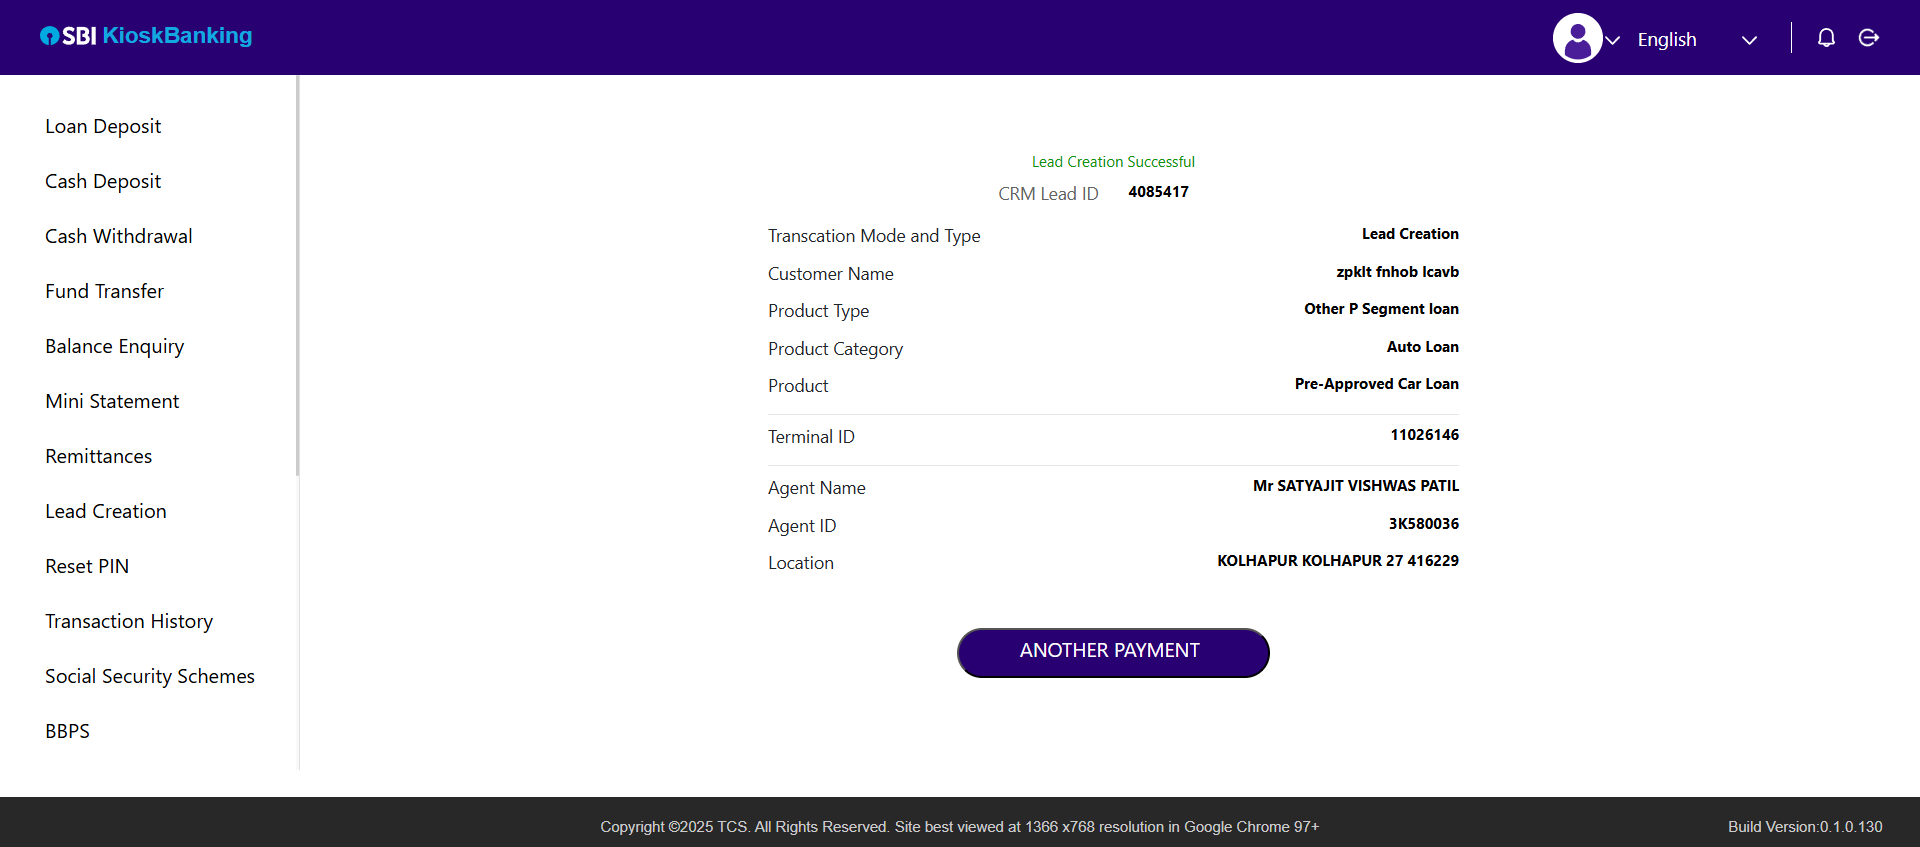 SBI KioskBanking
English
Loan Deposit
Cash Deposit
Cash Withdrawal
Fund Transfer
Balance Enquiry
Mini Statement
Remittances
Lead Creation
Reset PIN
Transaction History
Social Security Schemes
BBPS
Lead Creation Successful
CRM Lead ID 4085417
Transcation Mode and Type Lead Creation
Customer Name zpklt fnhob lcavb
Product Type Other P Segment loan
Product Category Auto Loan
Product Pre-Approved Car Loan
Terminal ID 11026146
Agent Name Mr SATYAJIT VISHWAS PATIL
Agent ID 3K580036
Location KOLHAPUR KOLHAPUR 27 416229
ANOTHER PAYMENT
Copyright ©2025 TCS. All Rights Reserved. Site best viewed at 1366 x768 resolution in Google Chrome 97+
Build Version:0.1.0.130